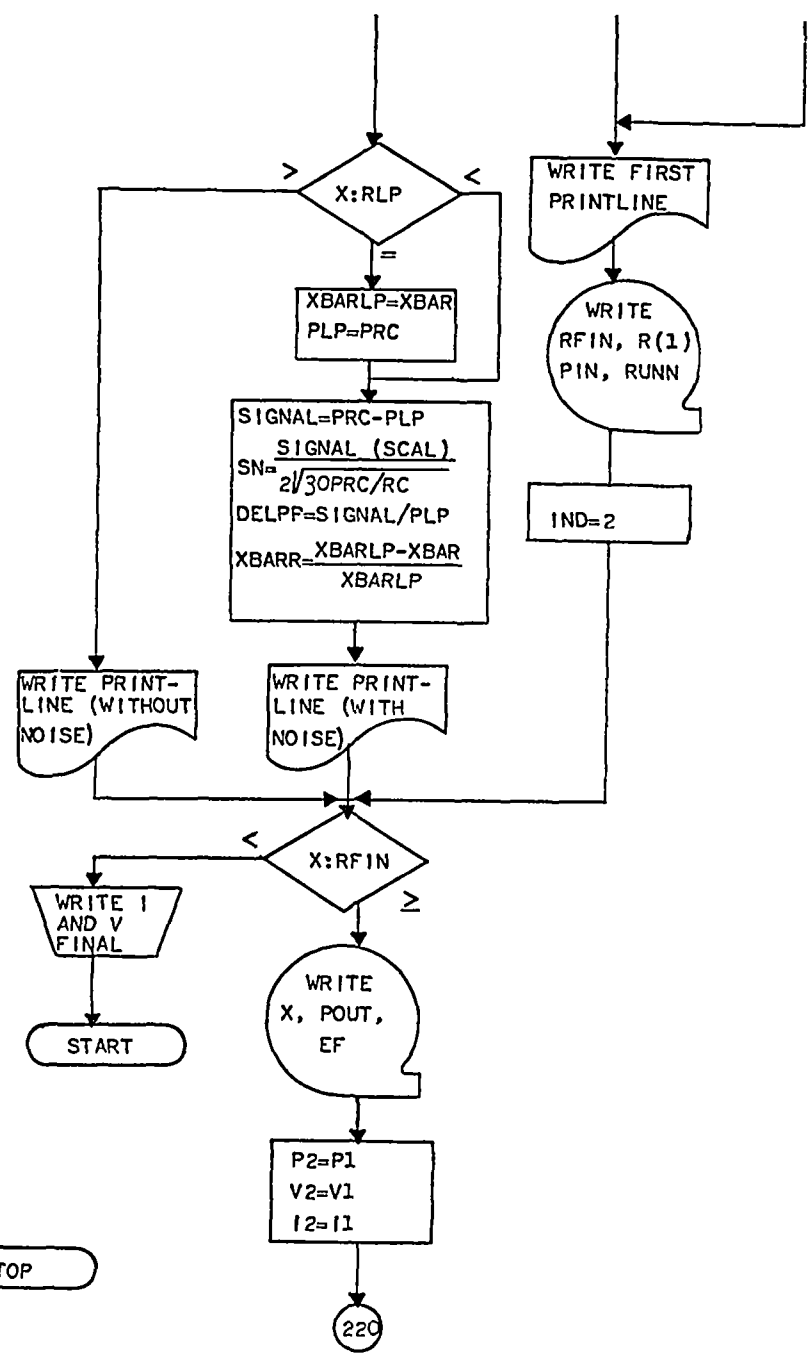 >
X:RLP
<
=
XBARLP=XBAR
PLP=PRC
SIGNAL=PRC-PLP
SN=SIGNAL (SCAL)
2√30PRC/RC
DELPF=SIGNAL/PLP
XBARR=XBARLP-XBAR
XBARLP
WRITE FIRST
PRINTLINE
WRITE
RFIN, R(1)
PIN, RUNN
IND=2
WRITE PRINT-
LINE (WITHOUT
NOISE)
WRITE PRINT-
LINE (WITH
NOISE)
<
X:RFIN
≥
WRITE I
AND V
FINAL
START
WRITE
X, POUT,
EF
P2=P1
V2=V1
I2=I1
TOP
220